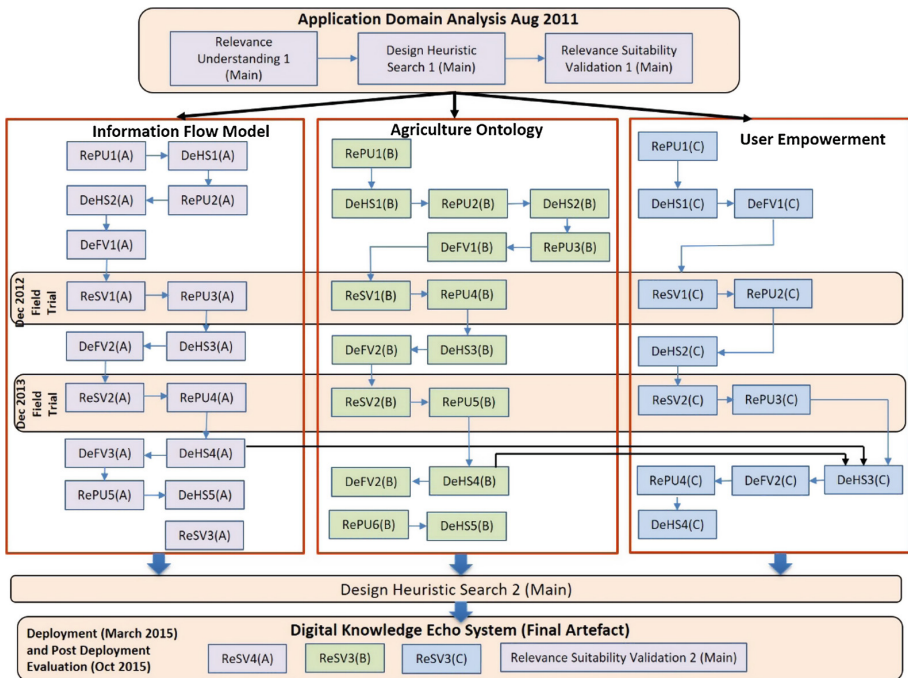 Application Domain Analysis Aug 2011
Relevance
Understanding 1
(Main)
Design Heuristic
Search 1 (Main)
Relevance Suitability
Validation 1 (Main)
Information Flow Model
RePU1(A)
DeHS1(A)
DeHS2(A)
RePU2(A)
DeFV1(A)
Dec 2012
Field
Trial
ReSV1(A)
RePU3(A)
DeFV2(A)
DeHS3(A)
Dec 2013
Field
Trial
ReSV2(A)
RePU4(A)
DeFV3(A)
DeHS4(A)
RePU5(A)
DeHS5(A)
ReSV3(A)
Agriculture Ontology
RePU1(B)
DeHS1(B)
RePU2(B)
DeHS2(B)
DeFV1(B)
RePU3(B)
ReSV1(B)
RePU4(B)
DeFV2(B)
DeHS3(B)
ReSV2(B)
RePU5(B)
DeFV2(B)
DeHS4(B)
RePU6(B)
DeHS5(B)
User Empowerment
RePU1(C)
DeHS1(C)
DeFV1(C)
ReSV1(C)
RePU2(C)
DeHS2(C)
ReSV2(C)
RePU3(C)
RePU4(C)
DeFV2(C)
DeHS3(C)
DeHS4(C)
Design Heuristic Search 2 (Main)
Deployment (March 2015)
and Post Deployment
Evaluation (Oct 2015)
Digital Knowledge Echo System (Final Artefact)
ReSV4(A)
ReSV3(B)
ReSV3(C)
Relevance Suitability Validation 2 (Main)